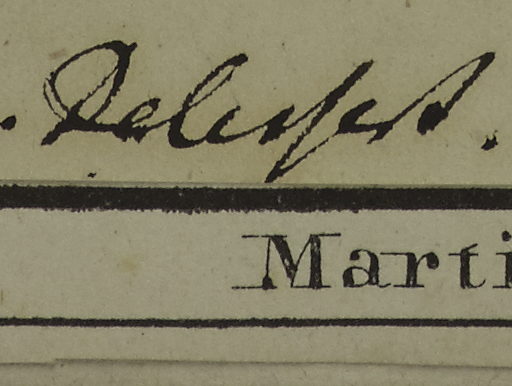 . Delessert.
Marti